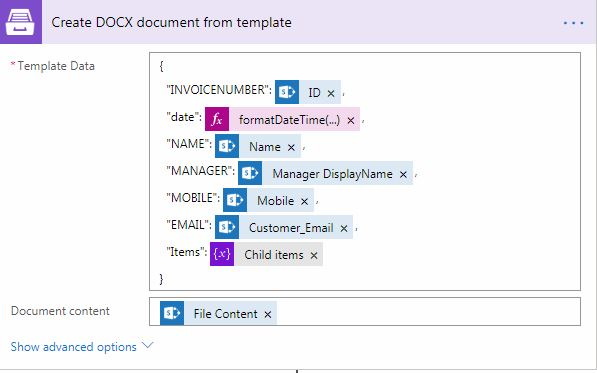 Create DOCX document from template ...
* Template Data
{
"INVOICENUMBER": ID × ,
"date": fx formatDateTime(...) × ,
"NAME": Name × ,
"MANAGER": Manager DisplayName × ,
"MOBILE": Mobile × ,
"EMAIL": Customer_Email × ,
"Items": {x} Child items ×
}
Document content File Content ×
Show advanced options